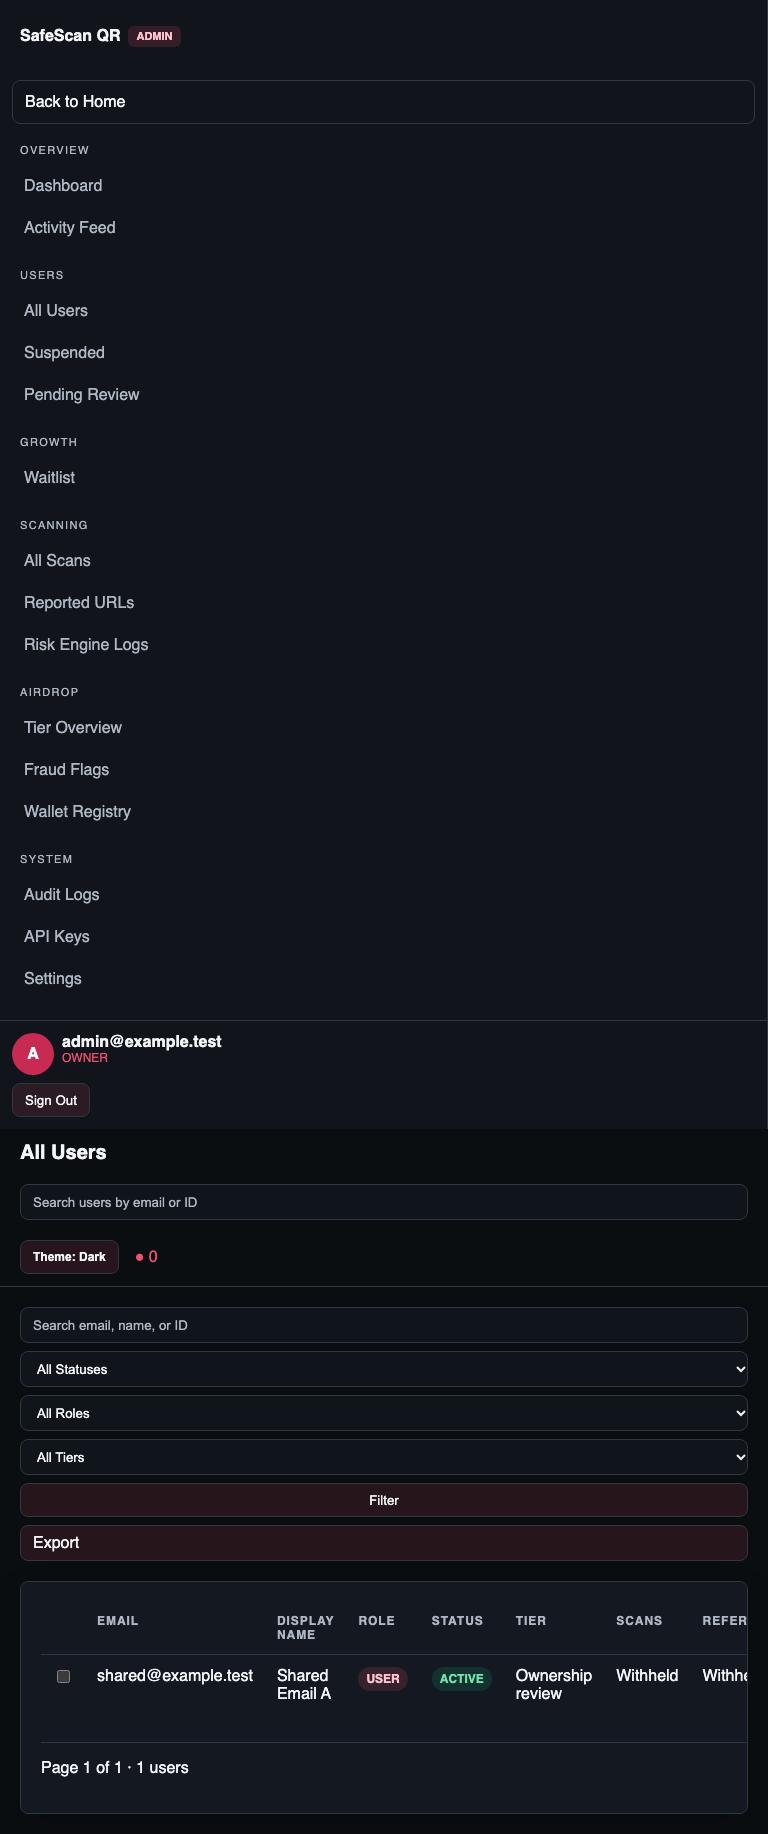 SafeScan QR ADMIN
Back to Home
OVERVIEW
Dashboard
Activity Feed
USERS
All Users
Suspended
Pending Review
GROWTH
Waitlist
SCANNING
All Scans
Reported URLs
Risk Engine Logs
AIRDROP
Tier Overview
Fraud Flags
Wallet Registry
SYSTEM
Audit Logs
API Keys
Settings
A admin@example.test
OWNER
Sign Out
All Users
Search users by email or ID
Theme: Dark ● 0
Search email, name, or ID
All Statuses
All Roles
All Tiers
Filter
Export
EMAIL DISPLAY ROLE STATUS TIER SCANS REFER
NAME
shared@example.test Shared USER ACTIVE Ownership Withheld Withhe
Email A review
Page 1 of 1 · 1 users